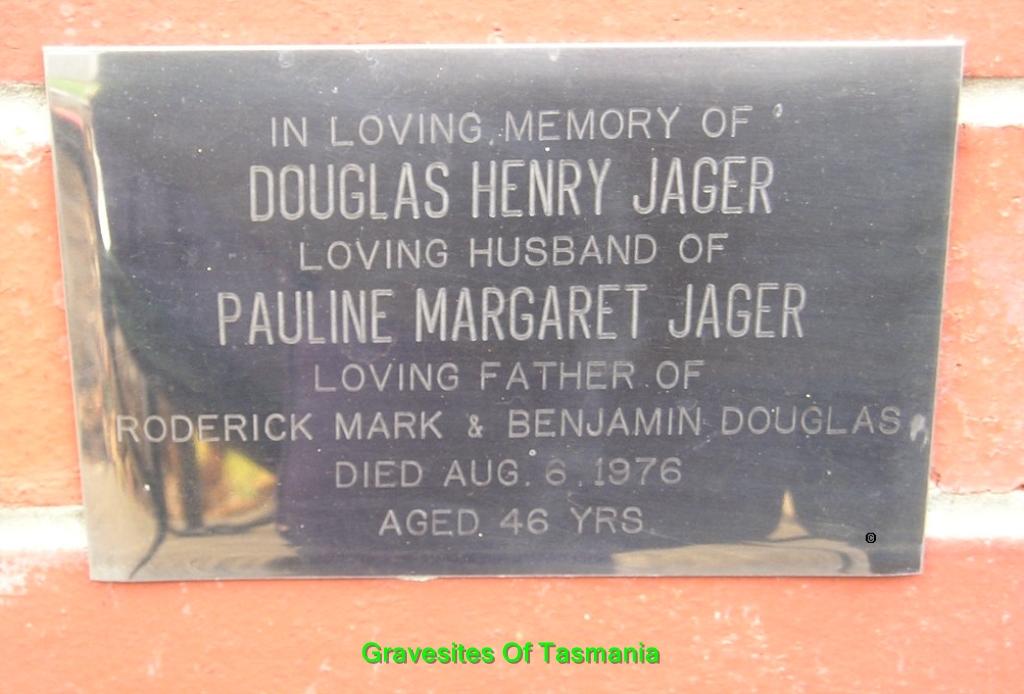 IN LOVING MEMORY OF
DOUGLAS HENRY JAGER
LOVING HUSBAND OF
PAULINE MARGARET JAGER
LOVING FATHER OF
RODERICK MARK & BENJAMIN DOUGLAS
DIED AUG. 6. 1976
AGED 46 YRS
©
Gravesites Of Tasmania